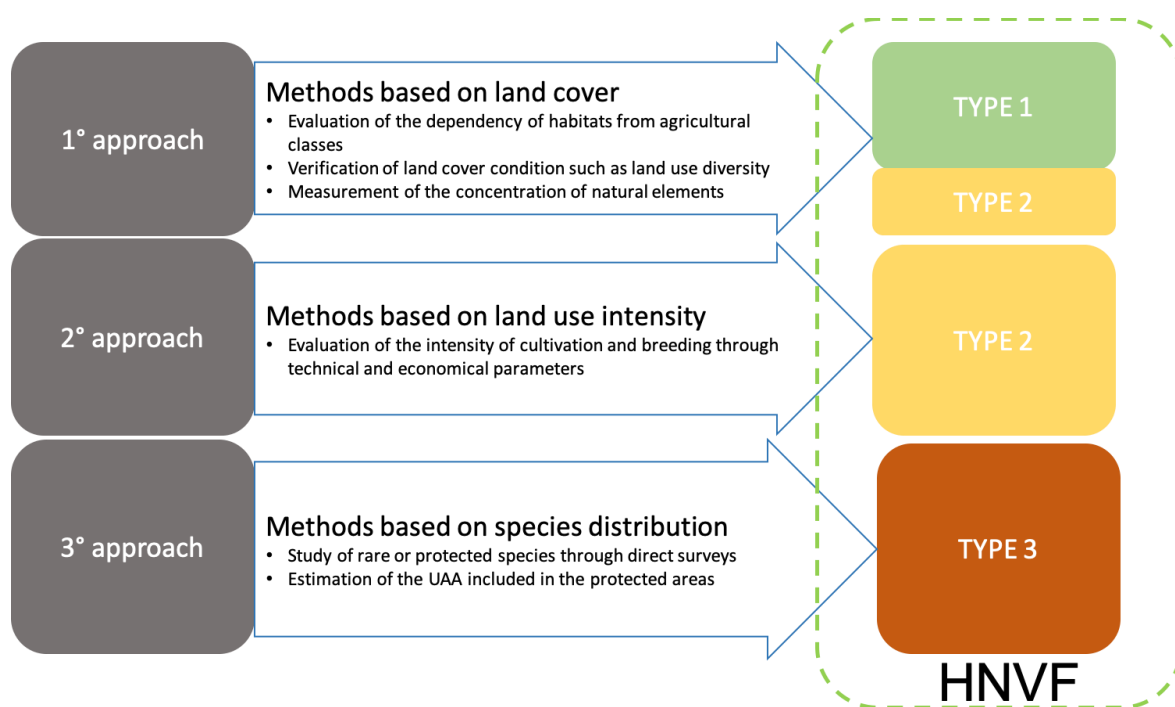 1° approach
Methods based on land cover
• Evaluation of the dependency of habitats from agricultural
classes
• Verification of land cover condition such as land use diversity
• Measurement of the concentration of natural elements
TYPE 1
TYPE 2
2° approach
Methods based on land use intensity
• Evaluation of the intensity of cultivation and breeding through
technical and economical parameters
TYPE 2
3° approach
Methods based on species distribution
• Study of rare or protected species through direct surveys
• Estimation of the UAA included in the protected areas
TYPE 3
HNVF